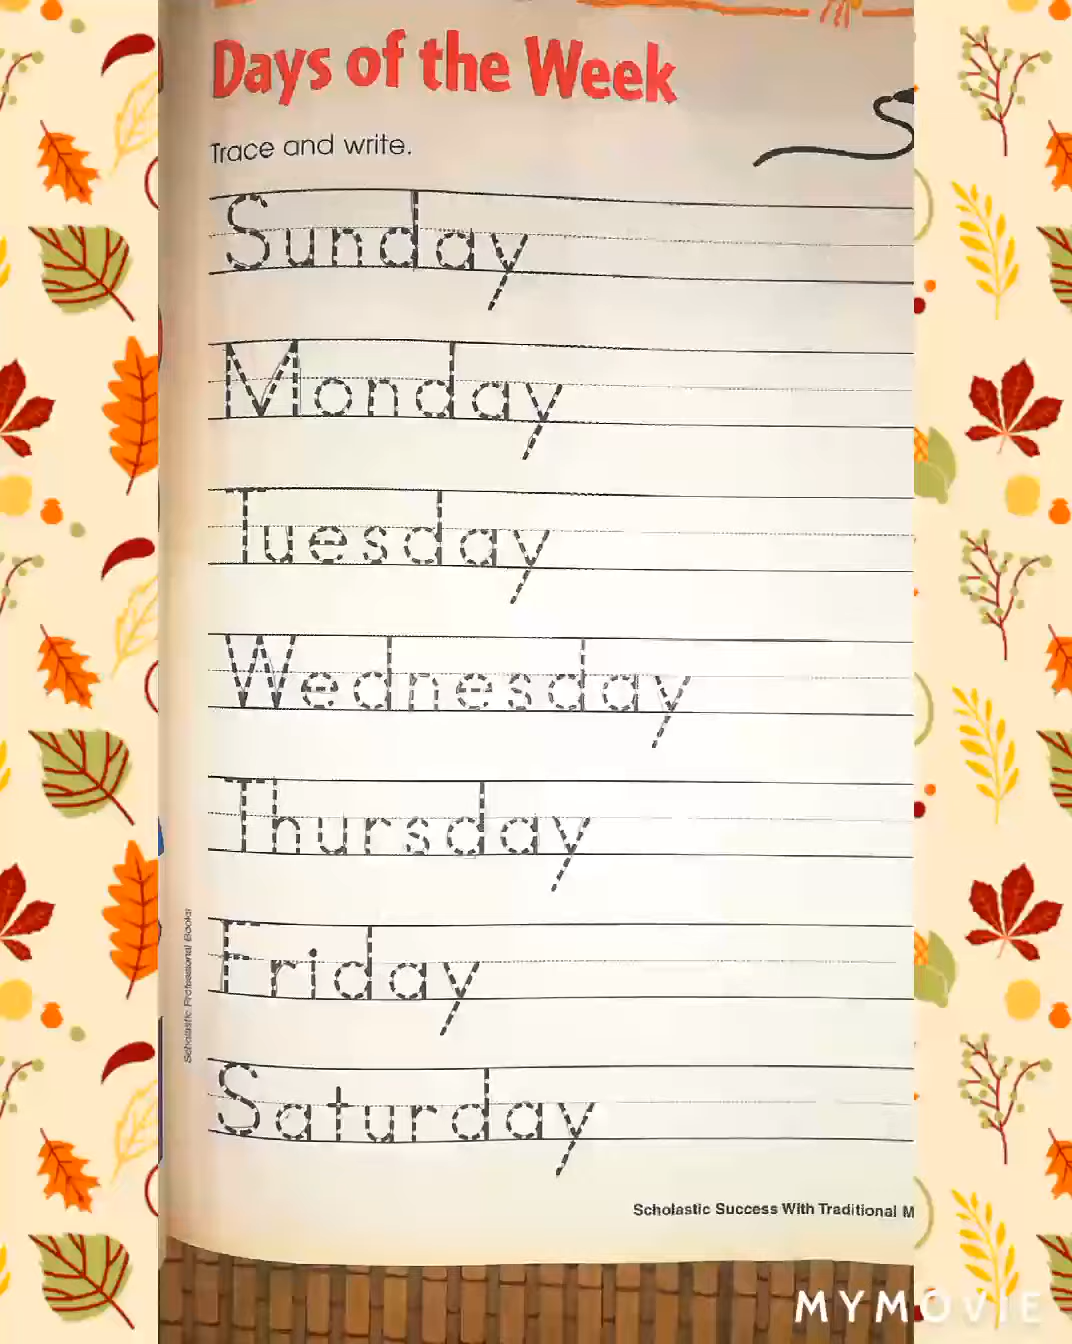 Days of the Week
Trace and write.
Sunday
Monday
Tuesday
Wednesday
Thursday
Friday
Saturday
Scholastic Professional Books
Scholastic Success With Traditional M
MYMOVIE